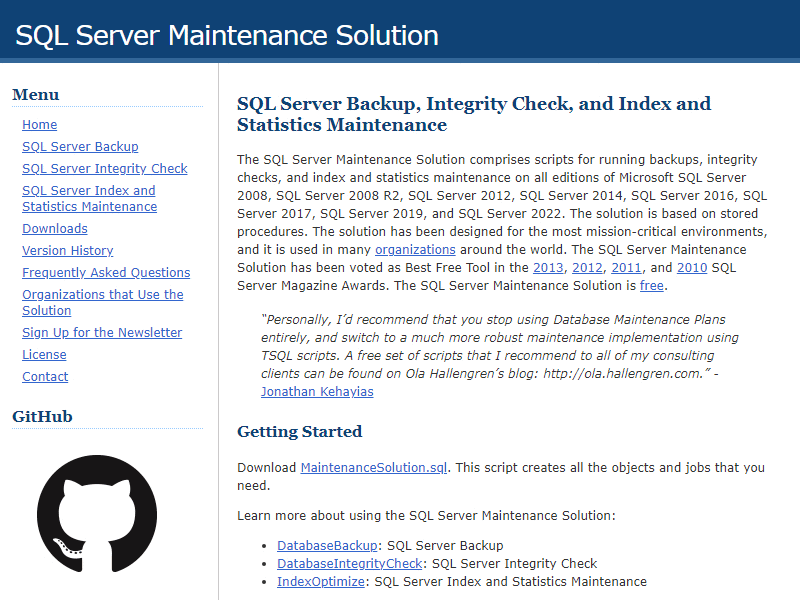 SQL Server Maintenance Solution
Menu
Home
SQL Server Backup
SQL Server Integrity Check
SQL Server Index and
Statistics Maintenance
Downloads
Version History
Frequently Asked Questions
Organizations that Use the
Solution
Sign Up for the Newsletter
License
Contact
GitHub
SQL Server Backup, Integrity Check, and Index and
Statistics Maintenance
The SQL Server Maintenance Solution comprises scripts for running backups, integrity
checks, and index and statistics maintenance on all editions of Microsoft SQL Server
2008, SQL Server 2008 R2, SQL Server 2012, SQL Server 2014, SQL Server 2016, SQL
Server 2017, SQL Server 2019, and SQL Server 2022. The solution is based on stored
procedures. The solution has been designed for the most mission-critical environments,
and it is used in many organizations around the world. The SQL Server Maintenance
Solution has been voted as Best Free Tool in the 2013, 2012, 2011, and 2010 SQL
Server Magazine Awards. The SQL Server Maintenance Solution is free.
“Personally, I’d recommend that you stop using Database Maintenance Plans
entirely, and switch to a much more robust maintenance implementation using
TSQL scripts. A free set of scripts that I recommend to all of my consulting
clients can be found on Ola Hallengren’s blog: http://ola.hallengren.com.” -
Jonathan Kehayias
Getting Started
Download MaintenanceSolution.sql. This script creates all the objects and jobs that you
need.
Learn more about using the SQL Server Maintenance Solution:
• DatabaseBackup: SQL Server Backup
• DatabaseIntegrityCheck: SQL Server Integrity Check
• IndexOptimize: SQL Server Index and Statistics Maintenance